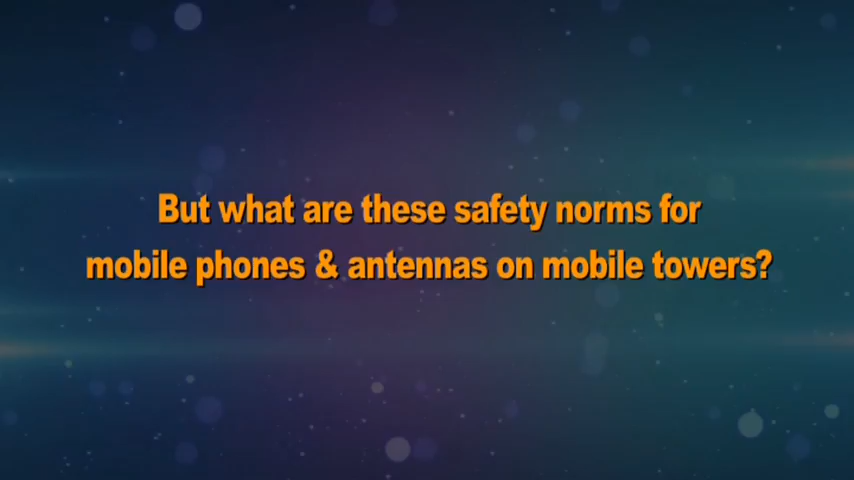 But what are these safety norms for
mobile phones & antennas on mobile towers?